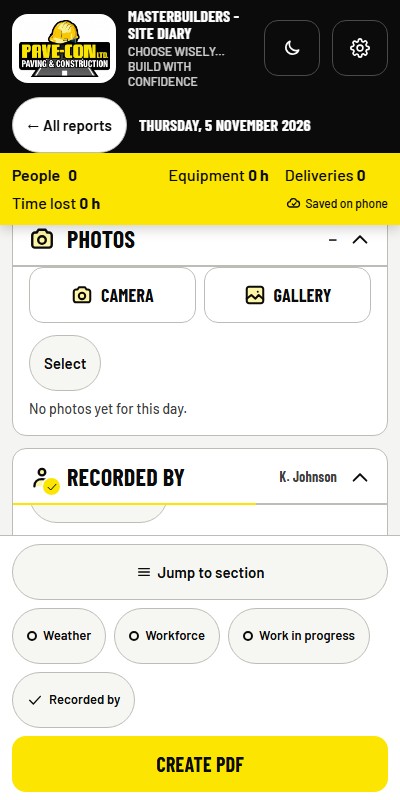 PAVE-CON LTD.
PAVING & CONSTRUCTION
MASTERBUILDERS –
SITE DIARY
CHOOSE WISELY...
BUILD WITH
CONFIDENCE
← All reports
THURSDAY, 5 NOVEMBER 2026
People 0
Equipment 0 h
Deliveries 0
Time lost 0 h
Saved on phone
PHOTOS
–
CAMERA
GALLERY
Select
No photos yet for this day.
RECORDED BY
K. Johnson
Jump to section
Weather
Workforce
Work in progress
Recorded by
CREATE PDF